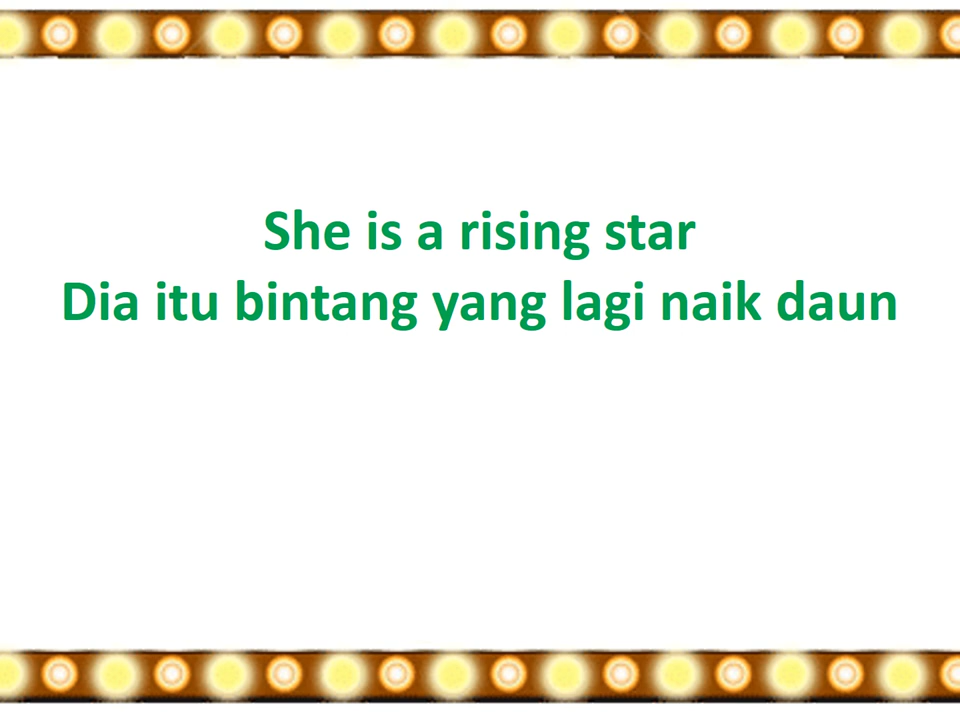 She is a rising star
Dia itu bintang yang lagi naik daun